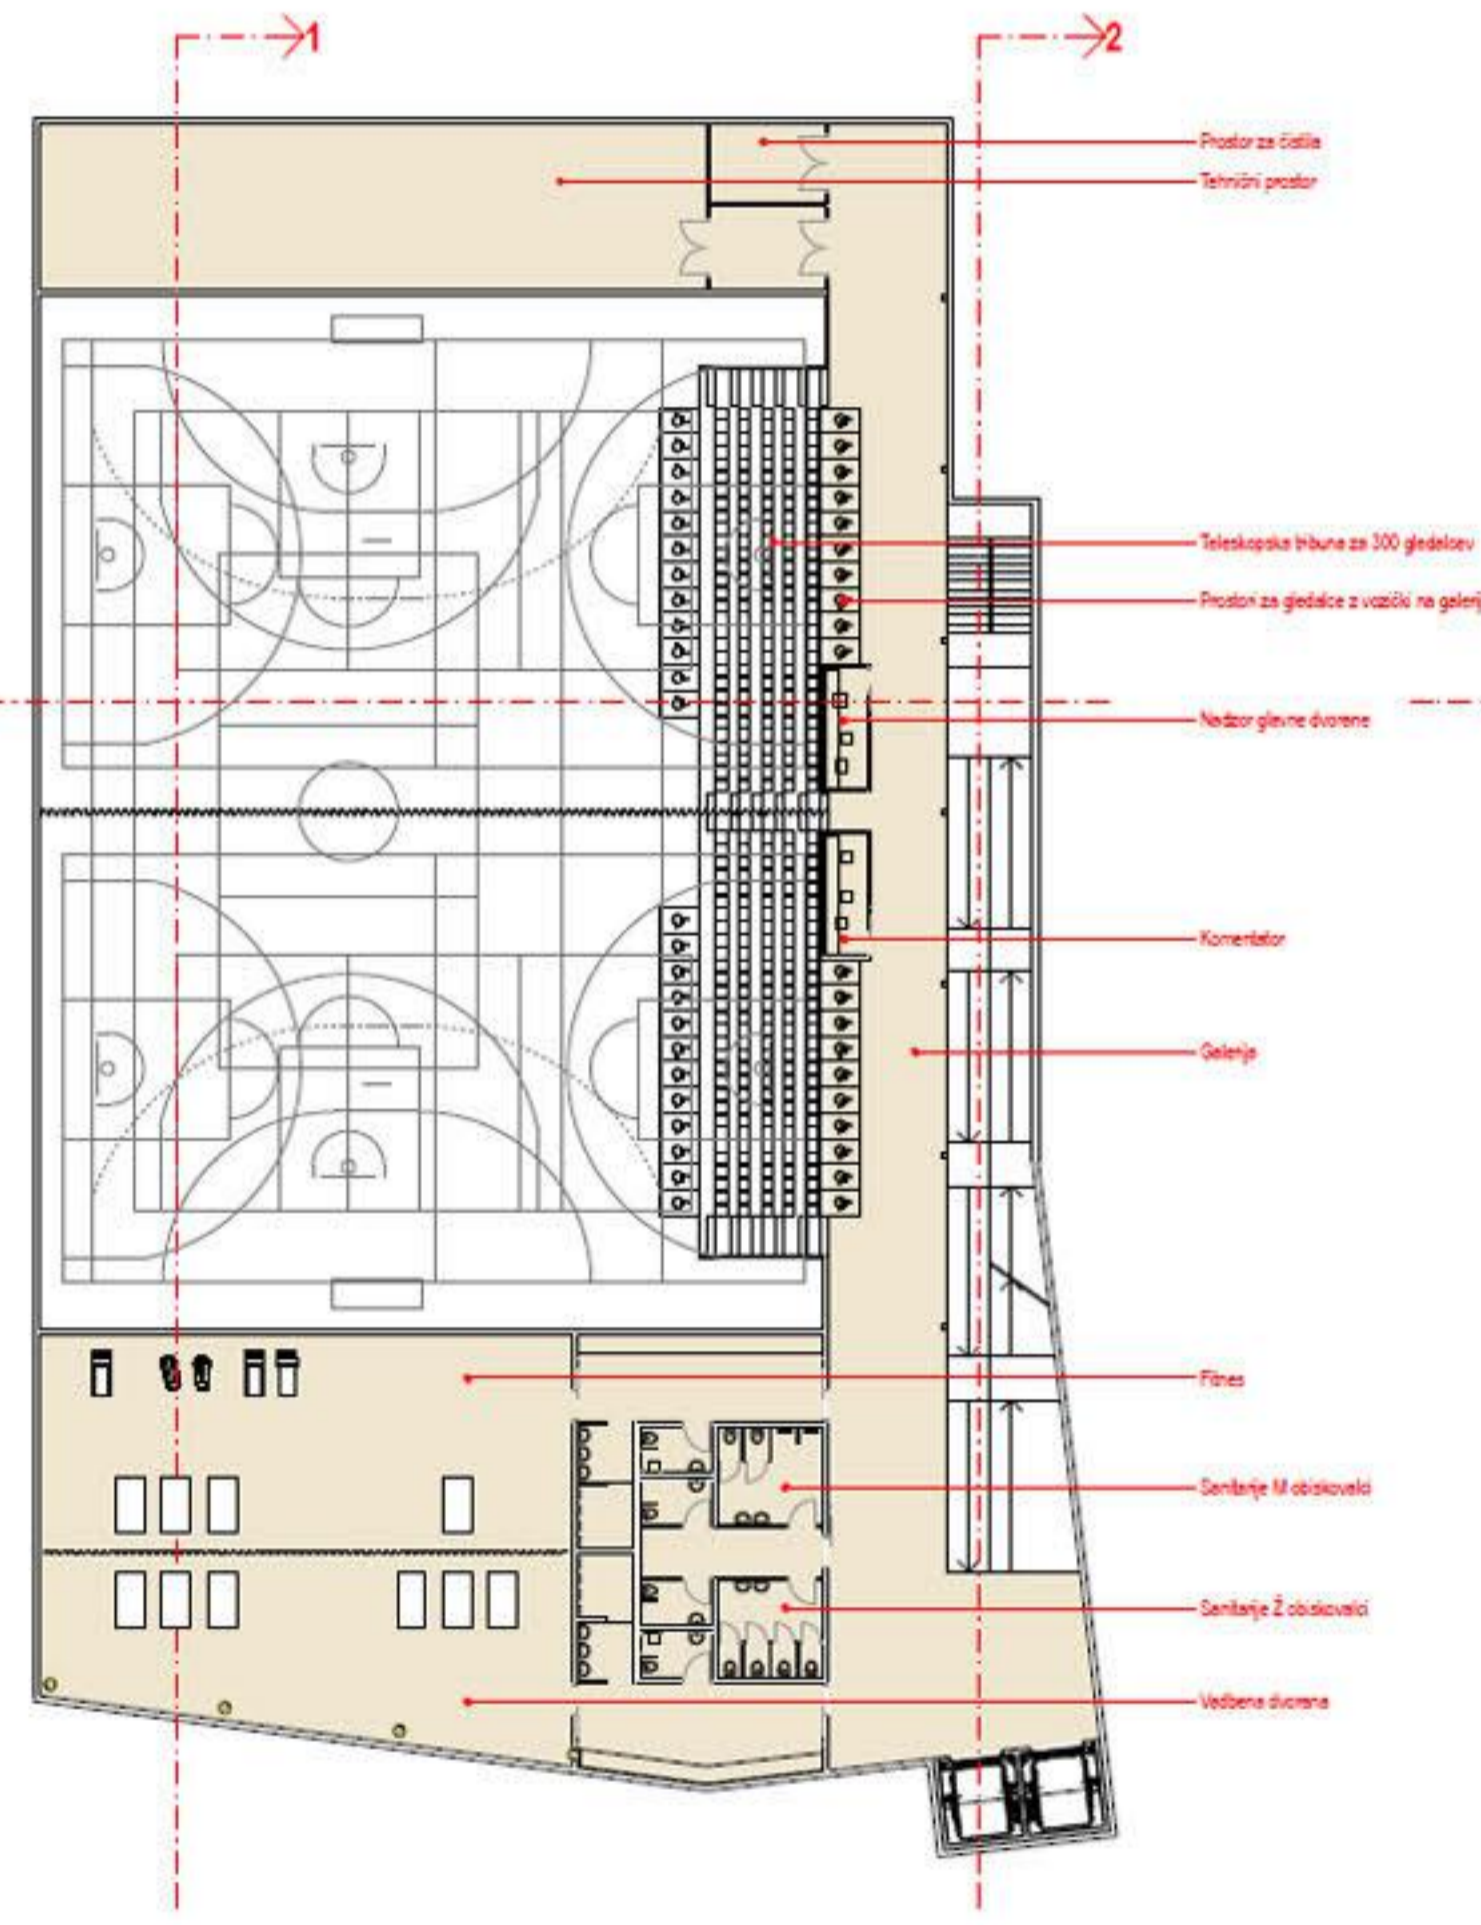 1
2
Prostor za čistila
Tehnični prostor
Teleskopska tribuna za 300 gledalcev
Prostori za gledalce z vozički na galerij
Nadzor glavne dvorane
Komentator
Galerija
Fitnes
Sanitarije M obiskovalci
Sanitarije Ž obiskovalci
Vadbena dvorana